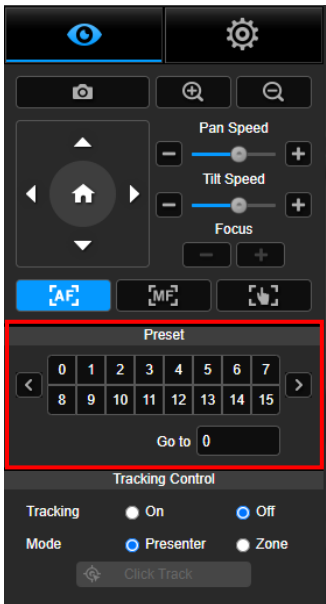 Pan Speed
Tilt Speed
Focus
AF
MF
Preset
0 1 2 3 4 5 6 7
8 9 10 11 12 13 14 15
Go to 0
Tracking Control
Tracking On Off
Mode Presenter Zone
Click Track